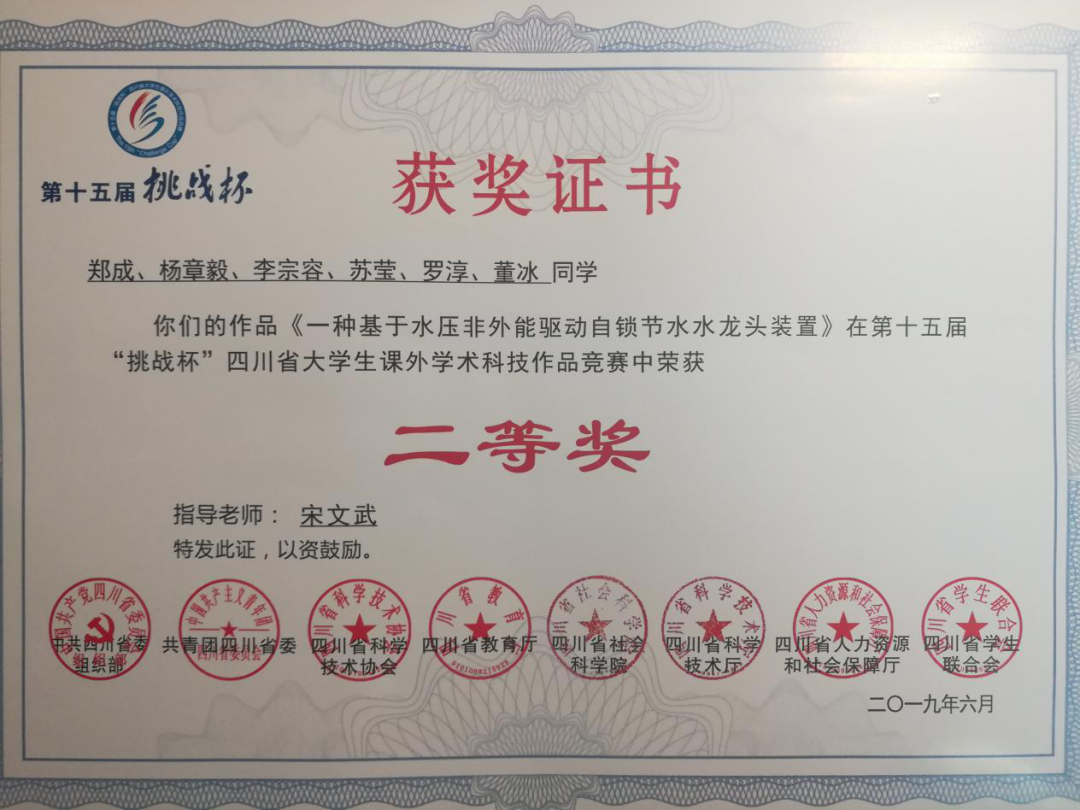 第十五届 挑战杯
获奖证书
郑成、杨章毅、李宗容、苏莹、罗淳、董冰 同学
你们的作品《一种基于水压非外能驱动自锁节水水龙头装置》在第十五届
“挑战杯”四川省大学生课外学术科技作品竞赛中荣获
二等奖
指导老师： 宋文武
特发此证，以资鼓励。
中共四川省委 共青团四川省委 四川省科学 四川省教育厅 四川省社会 四川省科学 四川省人力资源 四川省学生
组织部 技术协会 科学院 技术厅 和社会保障厅 联合会
二〇一九年六月